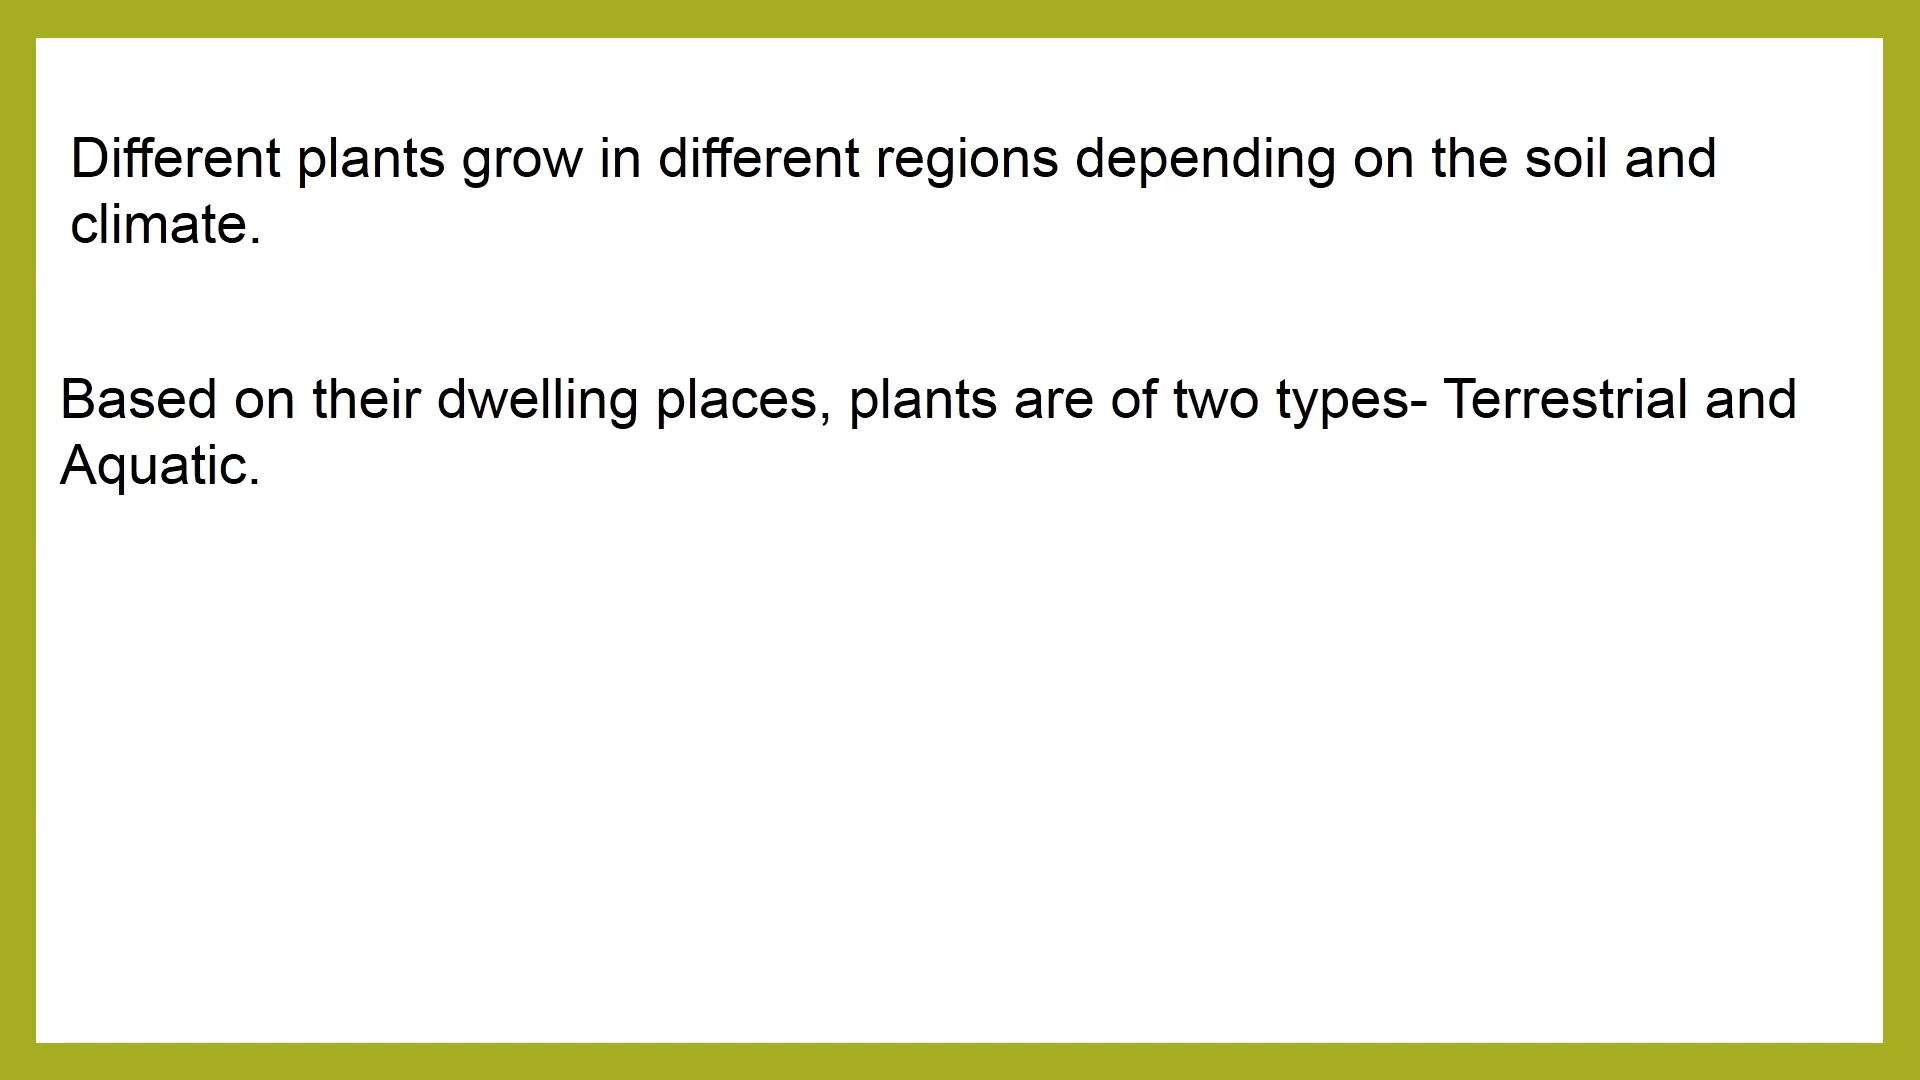 Different plants grow in different regions depending on the soil and
climate.
Based on their dwelling places, plants are of two types- Terrestrial and
Aquatic.